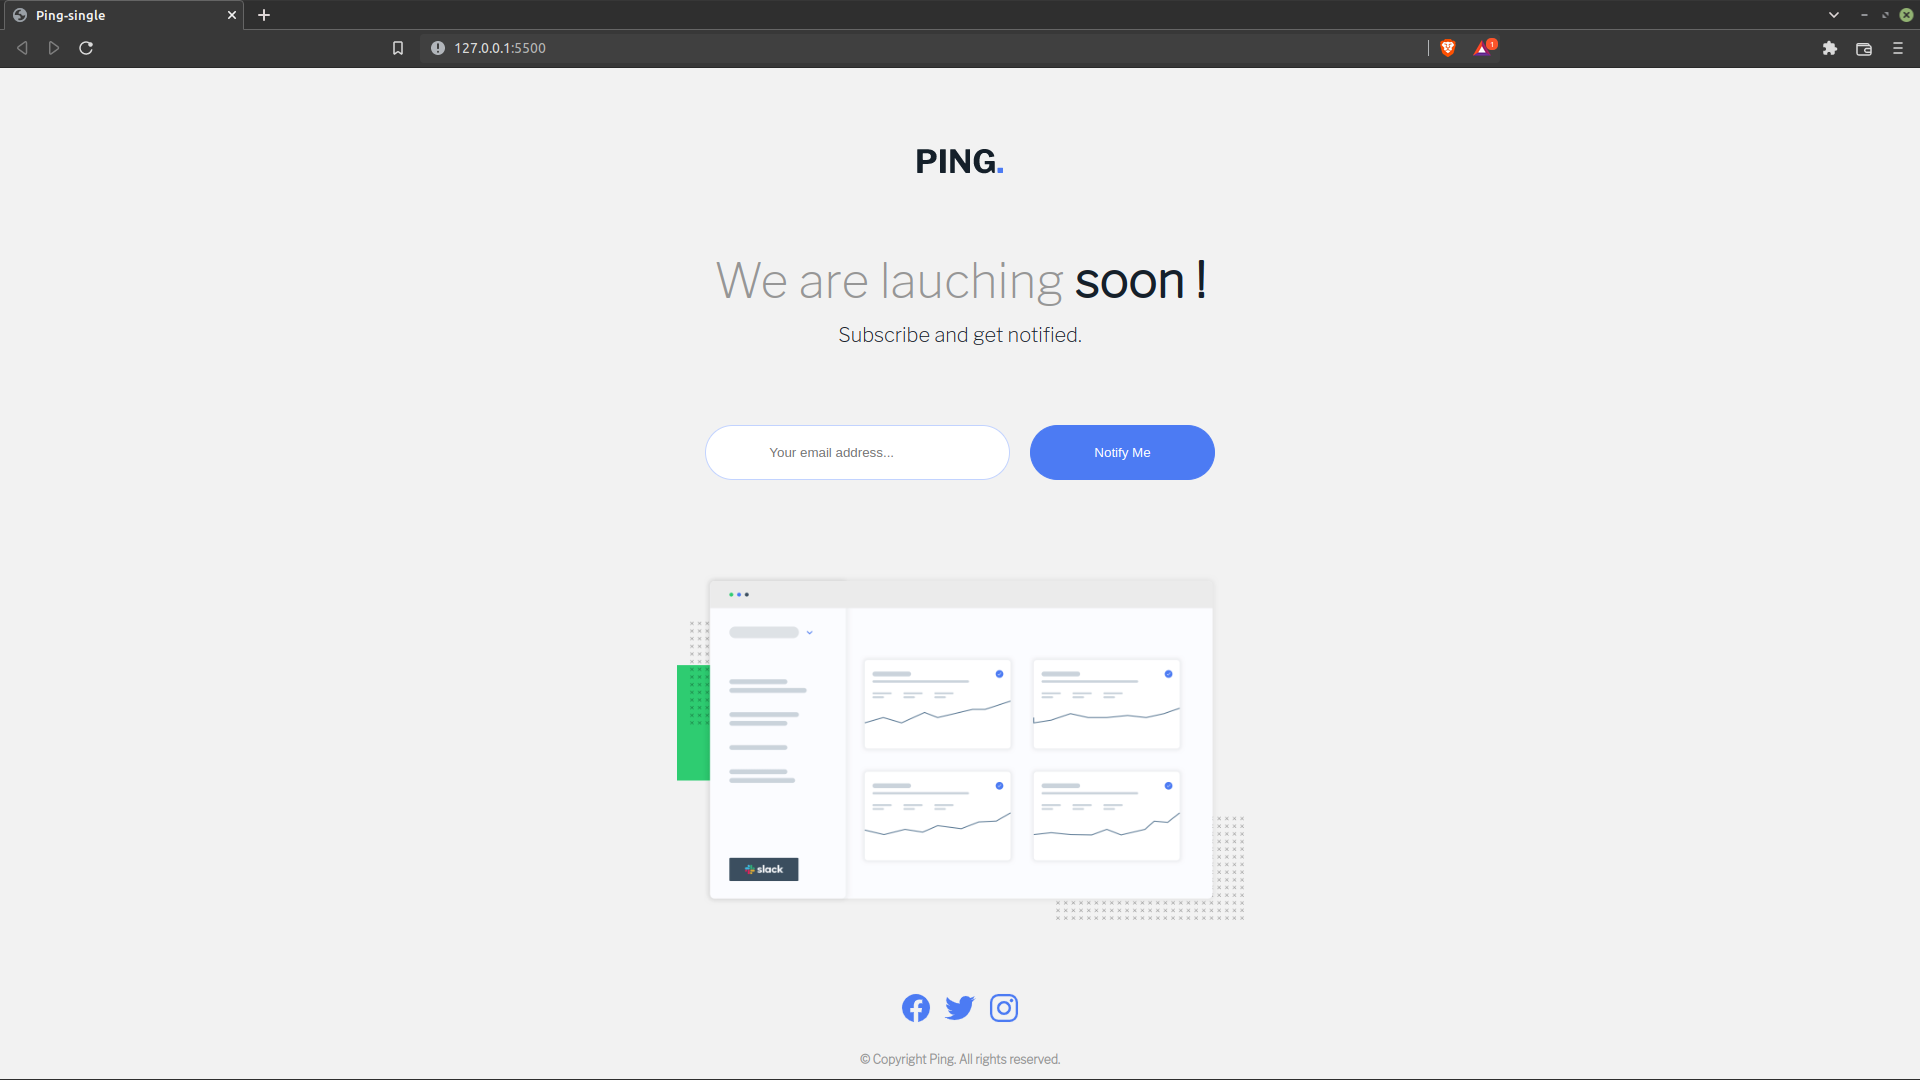 Ping-single
127.0.0.1:5500
1
PING.
We are lauching soon !
Subscribe and get notified.
Your email address...
Notify Me
slack
© Copyright Ping. All rights reserved.